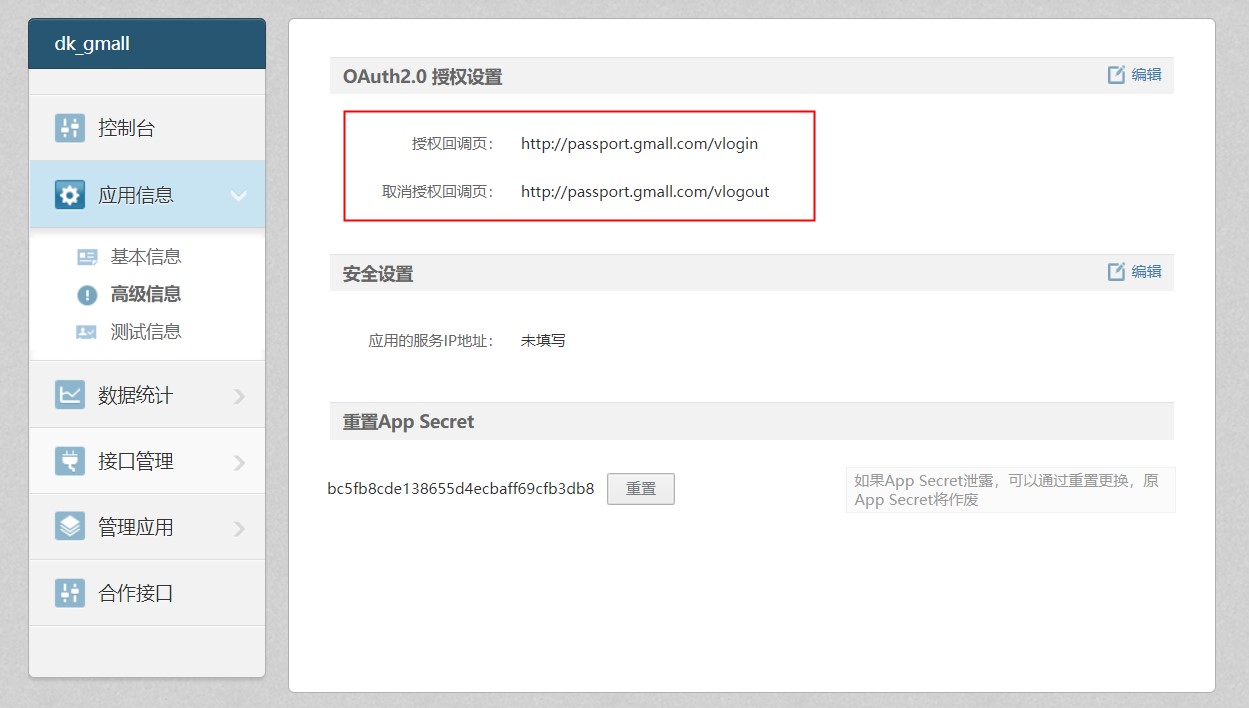 dk_gmall
控制台
应用信息
基本信息
高级信息
测试信息
数据统计
接口管理
管理应用
合作接口
OAuth2.0 授权设置
编辑
授权回调页： http://passport.gmall.com/vlogin
取消授权回调页： http://passport.gmall.com/vlogout
安全设置
编辑
应用的服务IP地址： 未填写
重置App Secret
bc5fb8cde138655d4ecbaff69cfb3db8
重置
如果App Secret泄露，可以通过重置更换，原
App Secret将作废